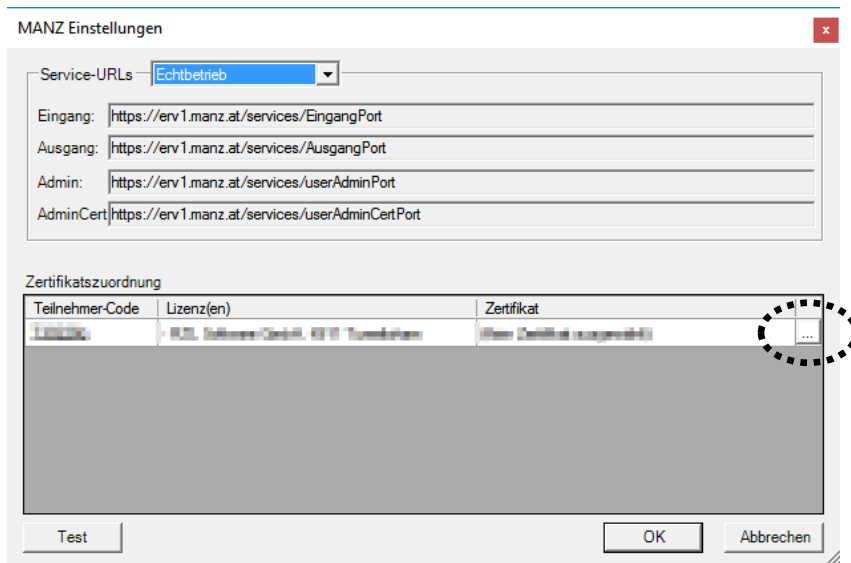 MANZ Einstellungen
x
Service-URLs Echtbetrieb
Eingang: https://erv1.manz.at/services/EingangPort
Ausgang: https://erv1.manz.at/services/AusgangPort
Admin: https://erv1.manz.at/services/userAdminPort
AdminCert https://erv1.manz.at/services/userAdminCertPort
Zertifikatszuordnung
Teilnehmer-Code Lizenz(en) Zertifikat
...
Test OK Abbrechen